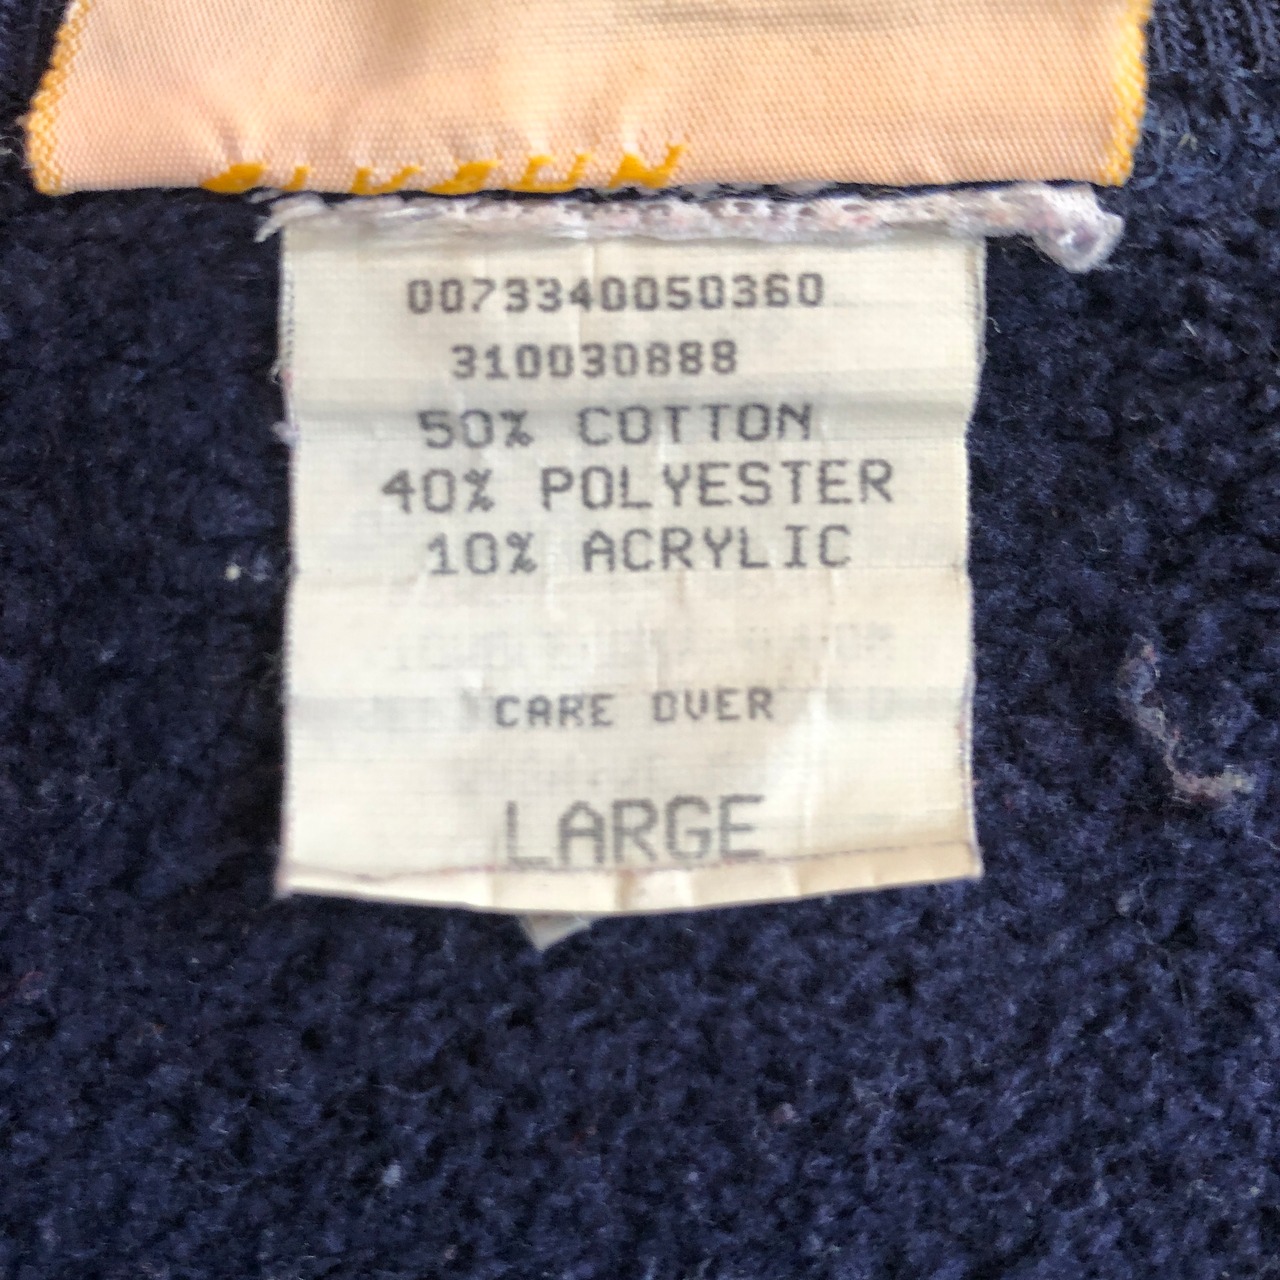 0073340050360
310030888
50% COTTON
40% POLYESTER
10% ACRYLIC
CARE OVER
LARGE